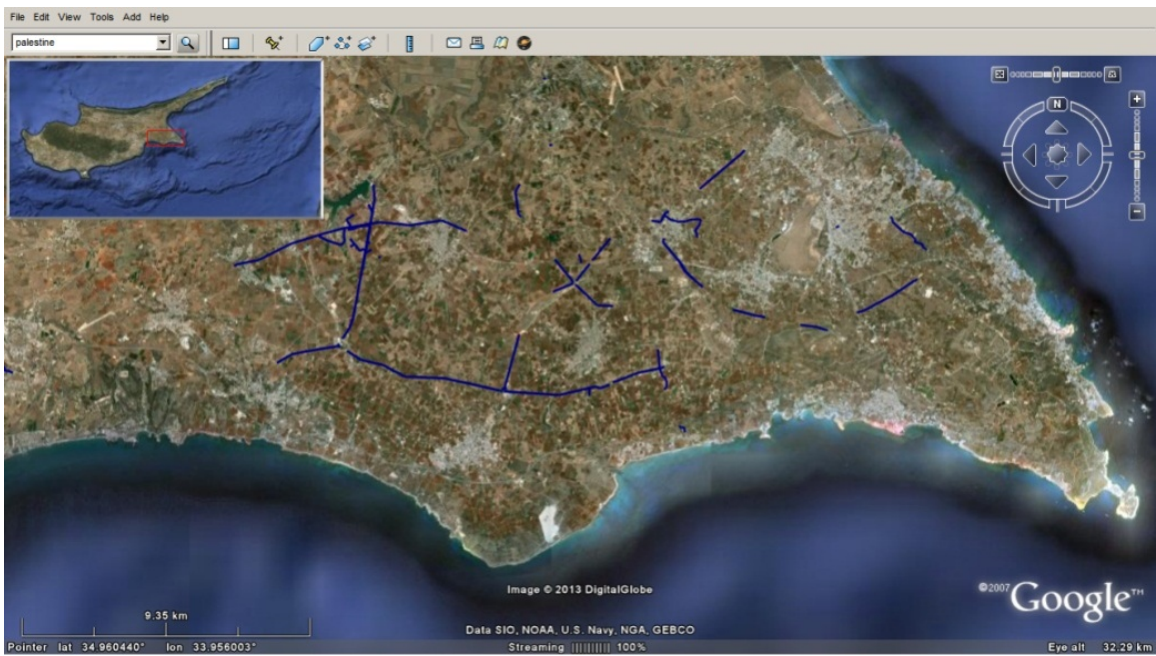 File Edit View Tools Add Help
palestine
N
9.35 km
Image © 2013 DigitalGlobe
Data SIO, NOAA, U.S. Navy, NGA, GEBCO
©2007 Google™
Pointer lat 34.960440° lon 33.956003° Streaming |||||||||| 100% Eye alt 32.29 km